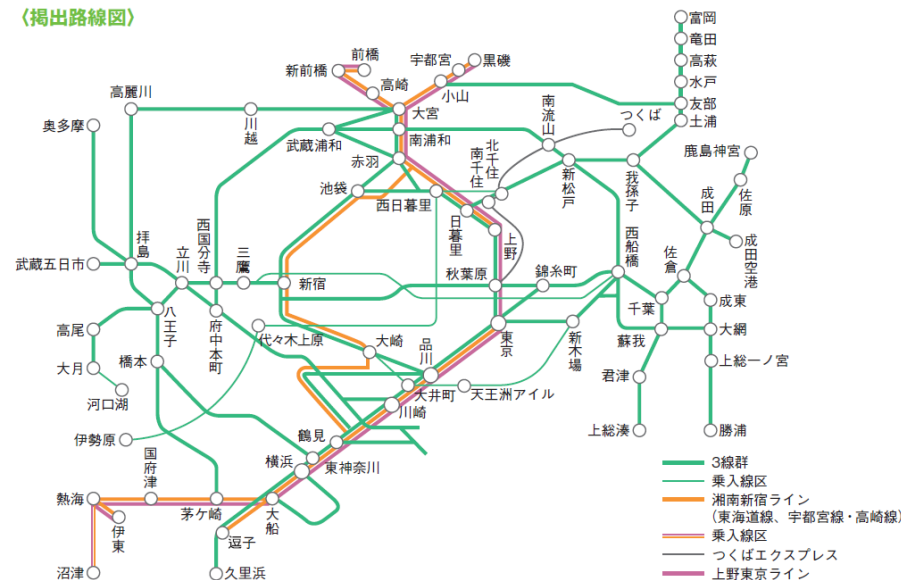 〈掲出路線図〉
富岡
竜田
高萩
水戸
友部
土浦
前橋
新前橋
宇都宮
黒磯
高崎
小山
大宮
高麗川
川越
奥多摩
武蔵浦和
南浦和
南流山
つくば
赤羽
北千住
南千住
鹿島神宮
池袋
西日暮里
日暮里
新松戸
我孫子
成田
佐原
拝島
立川
西国分寺
三鷹
上野
西船橋
佐倉
成田空港
武蔵五日市
新宿
秋葉原
錦糸町
千葉
成東
八王子
府中本町
代々木上原
大崎
品川
東京
新木場
蘇我
大網
高尾
橋本
大月
河口湖
大井町
天王洲アイル
君津
上総一ノ宮
川崎
伊勢原
鶴見
上総湊
勝浦
国府津
横浜
東神奈川
熱海
茅ケ崎
大船
伊東
逗子
沼津
久里浜
3線群
乗入線区
湘南新宿ライン
(東海道線、宇都宮線・高崎線)
乗入線区
つくばエクスプレス
上野東京ライン